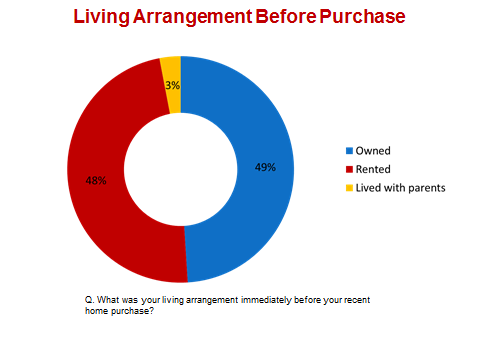 Living Arrangement Before Purchase
3%
49%
48%
Owned
Rented
Lived with parents
Q. What was your living arrangement immediately before your recent
home purchase?